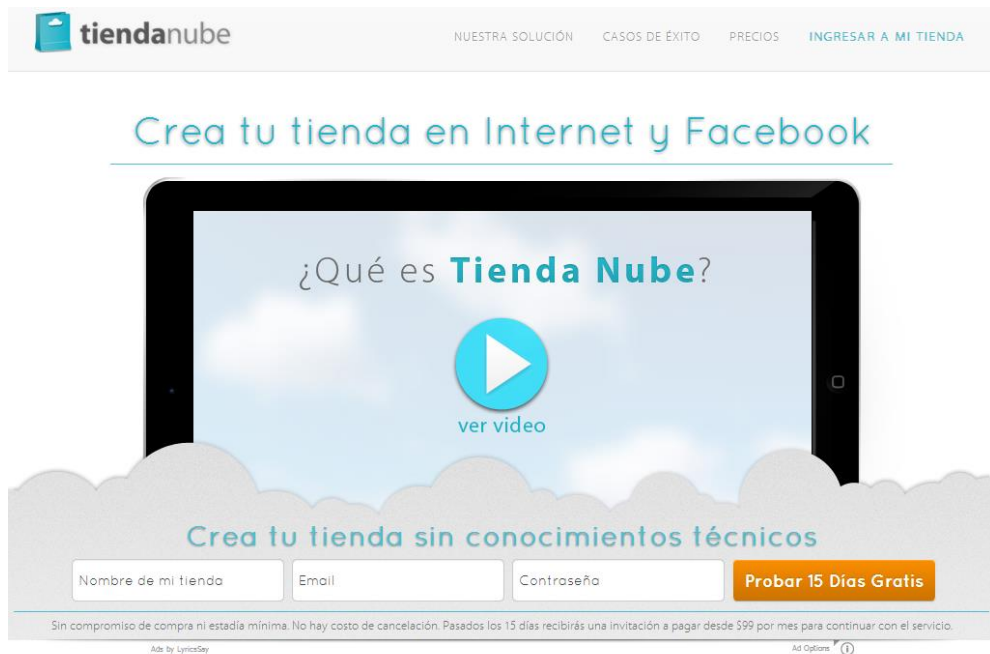 tiendanube
NUESTRA SOLUCIÓN CASOS DE ÉXITO PRECIOS INGRESAR A MI TIENDA
Crea tu tienda en Internet y Facebook
¿Qué es Tienda Nube?
ver video
Crea tu tienda sin conocimientos técnicos
Nombre de mi tienda Email Contraseña Probar 15 Días Gratis
Sin compromiso de compra ni estadía mínima. No hay costo de cancelación. Pasados los 15 días recibirás una invitación a pagar desde $99 por mes para continuar con el servicio.
Ads by LyricsSay Ad Options